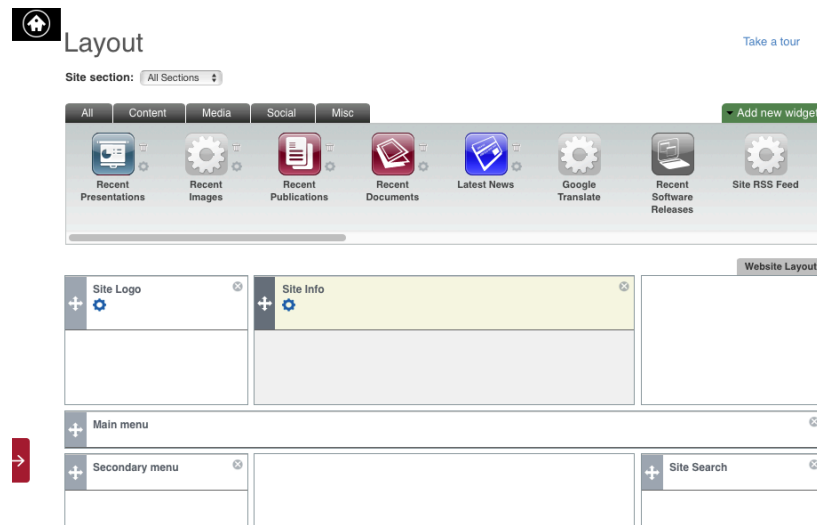 Layout
Take a tour
Site section: All Sections
All Content Media Social Misc
Add new widget
Recent Presentations
Recent Images
Recent Publications
Recent Documents
Latest News
Google Translate
Recent Software Releases
Site RSS Feed
Website Layout
Site Logo
Site Info
Main menu
Secondary menu
Site Search